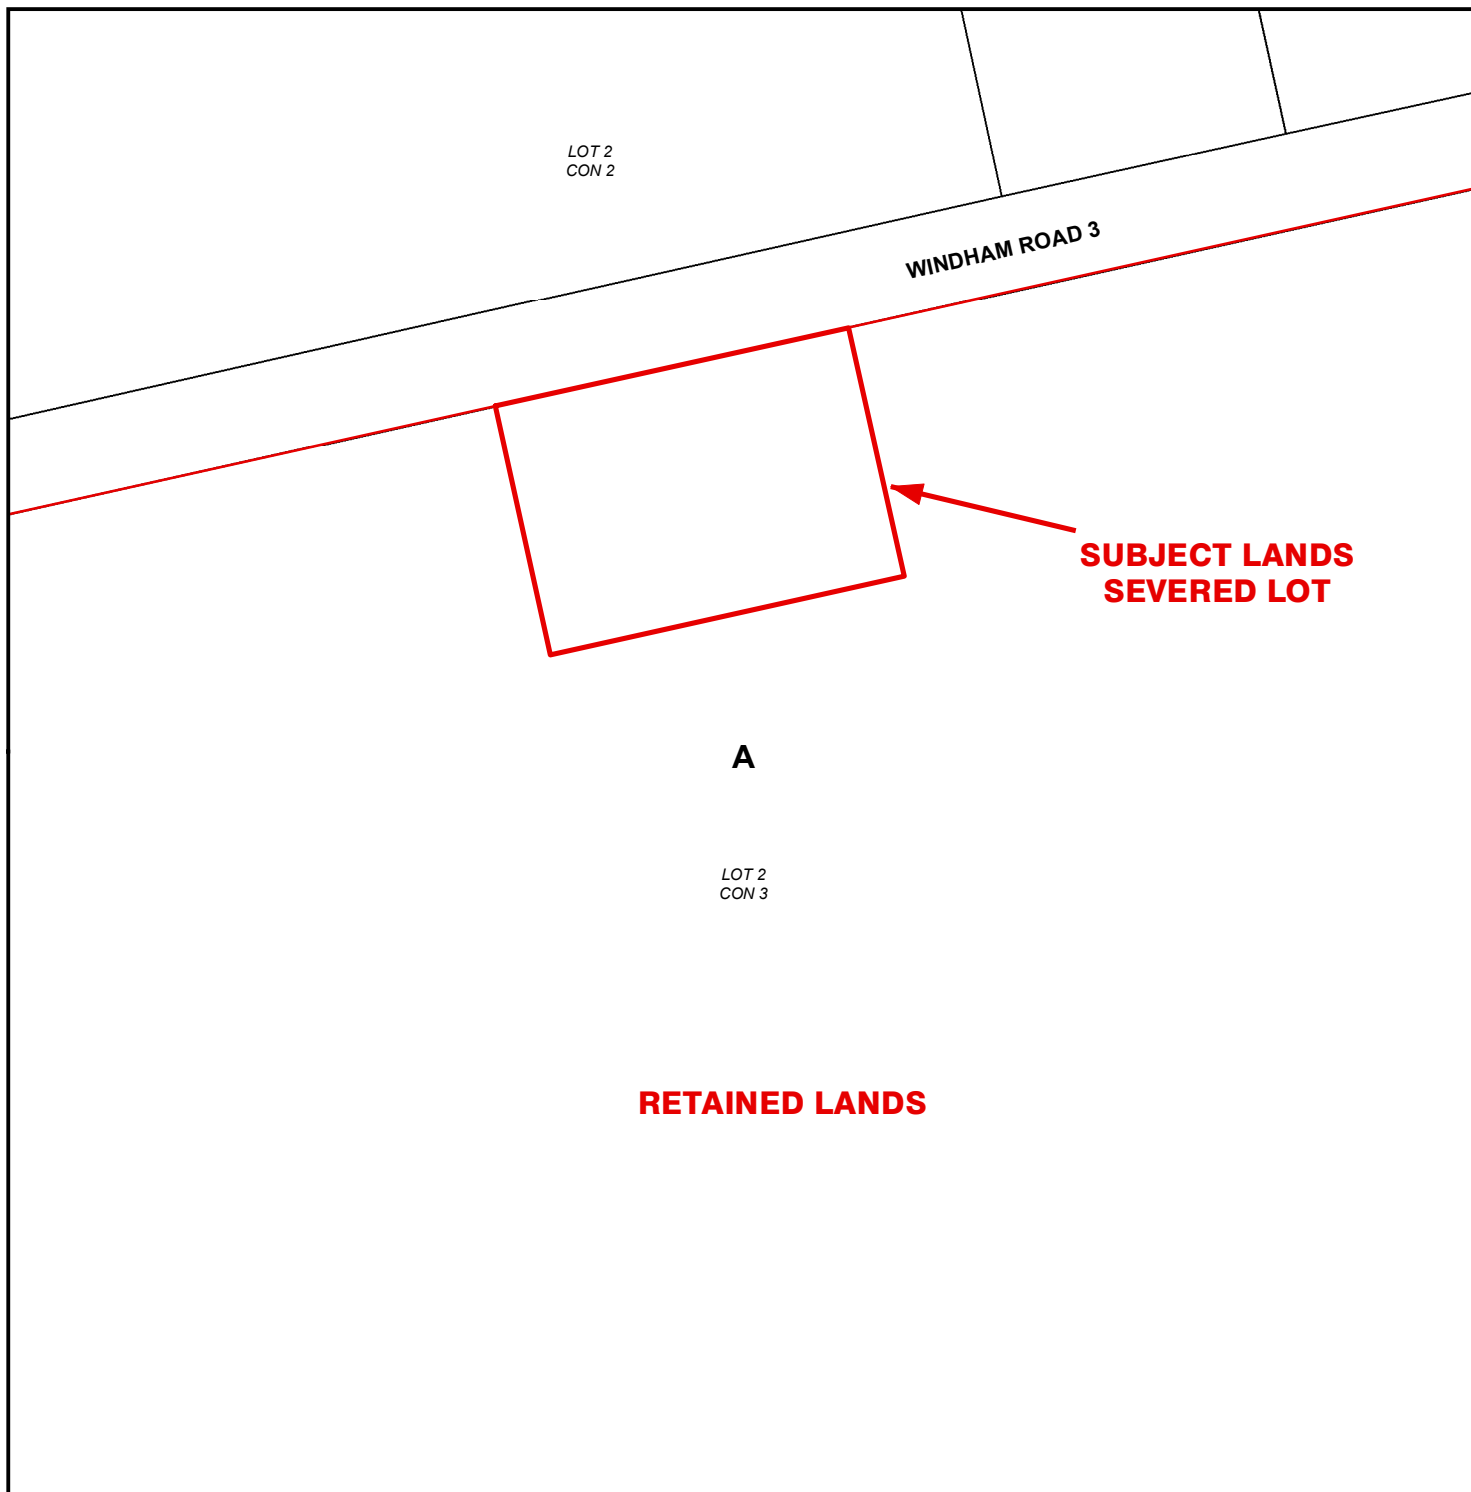 LOT 2
CON 2
WINDHAM ROAD 3
SUBJECT LANDS
SEVERED LOT
A
LOT 2
CON 3
RETAINED LANDS